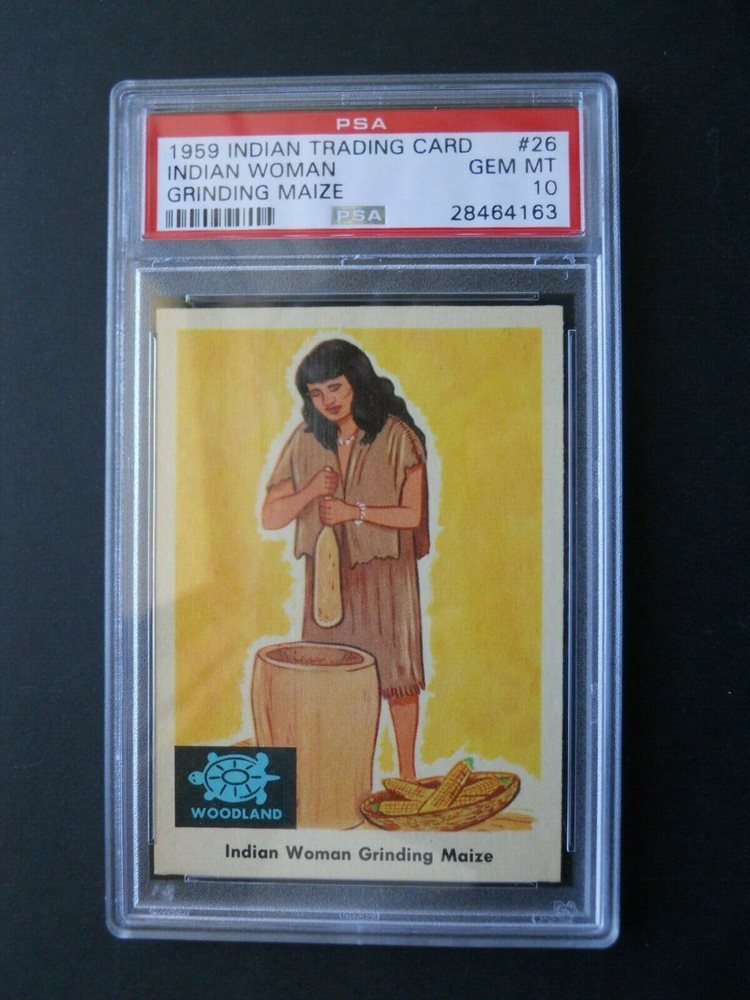 PSA
1959 INDIAN TRADING CARD #26
INDIAN WOMAN GEM MT
GRINDING MAIZE 10
PSA 28464163
WOODLAND
Indian Woman Grinding Maize